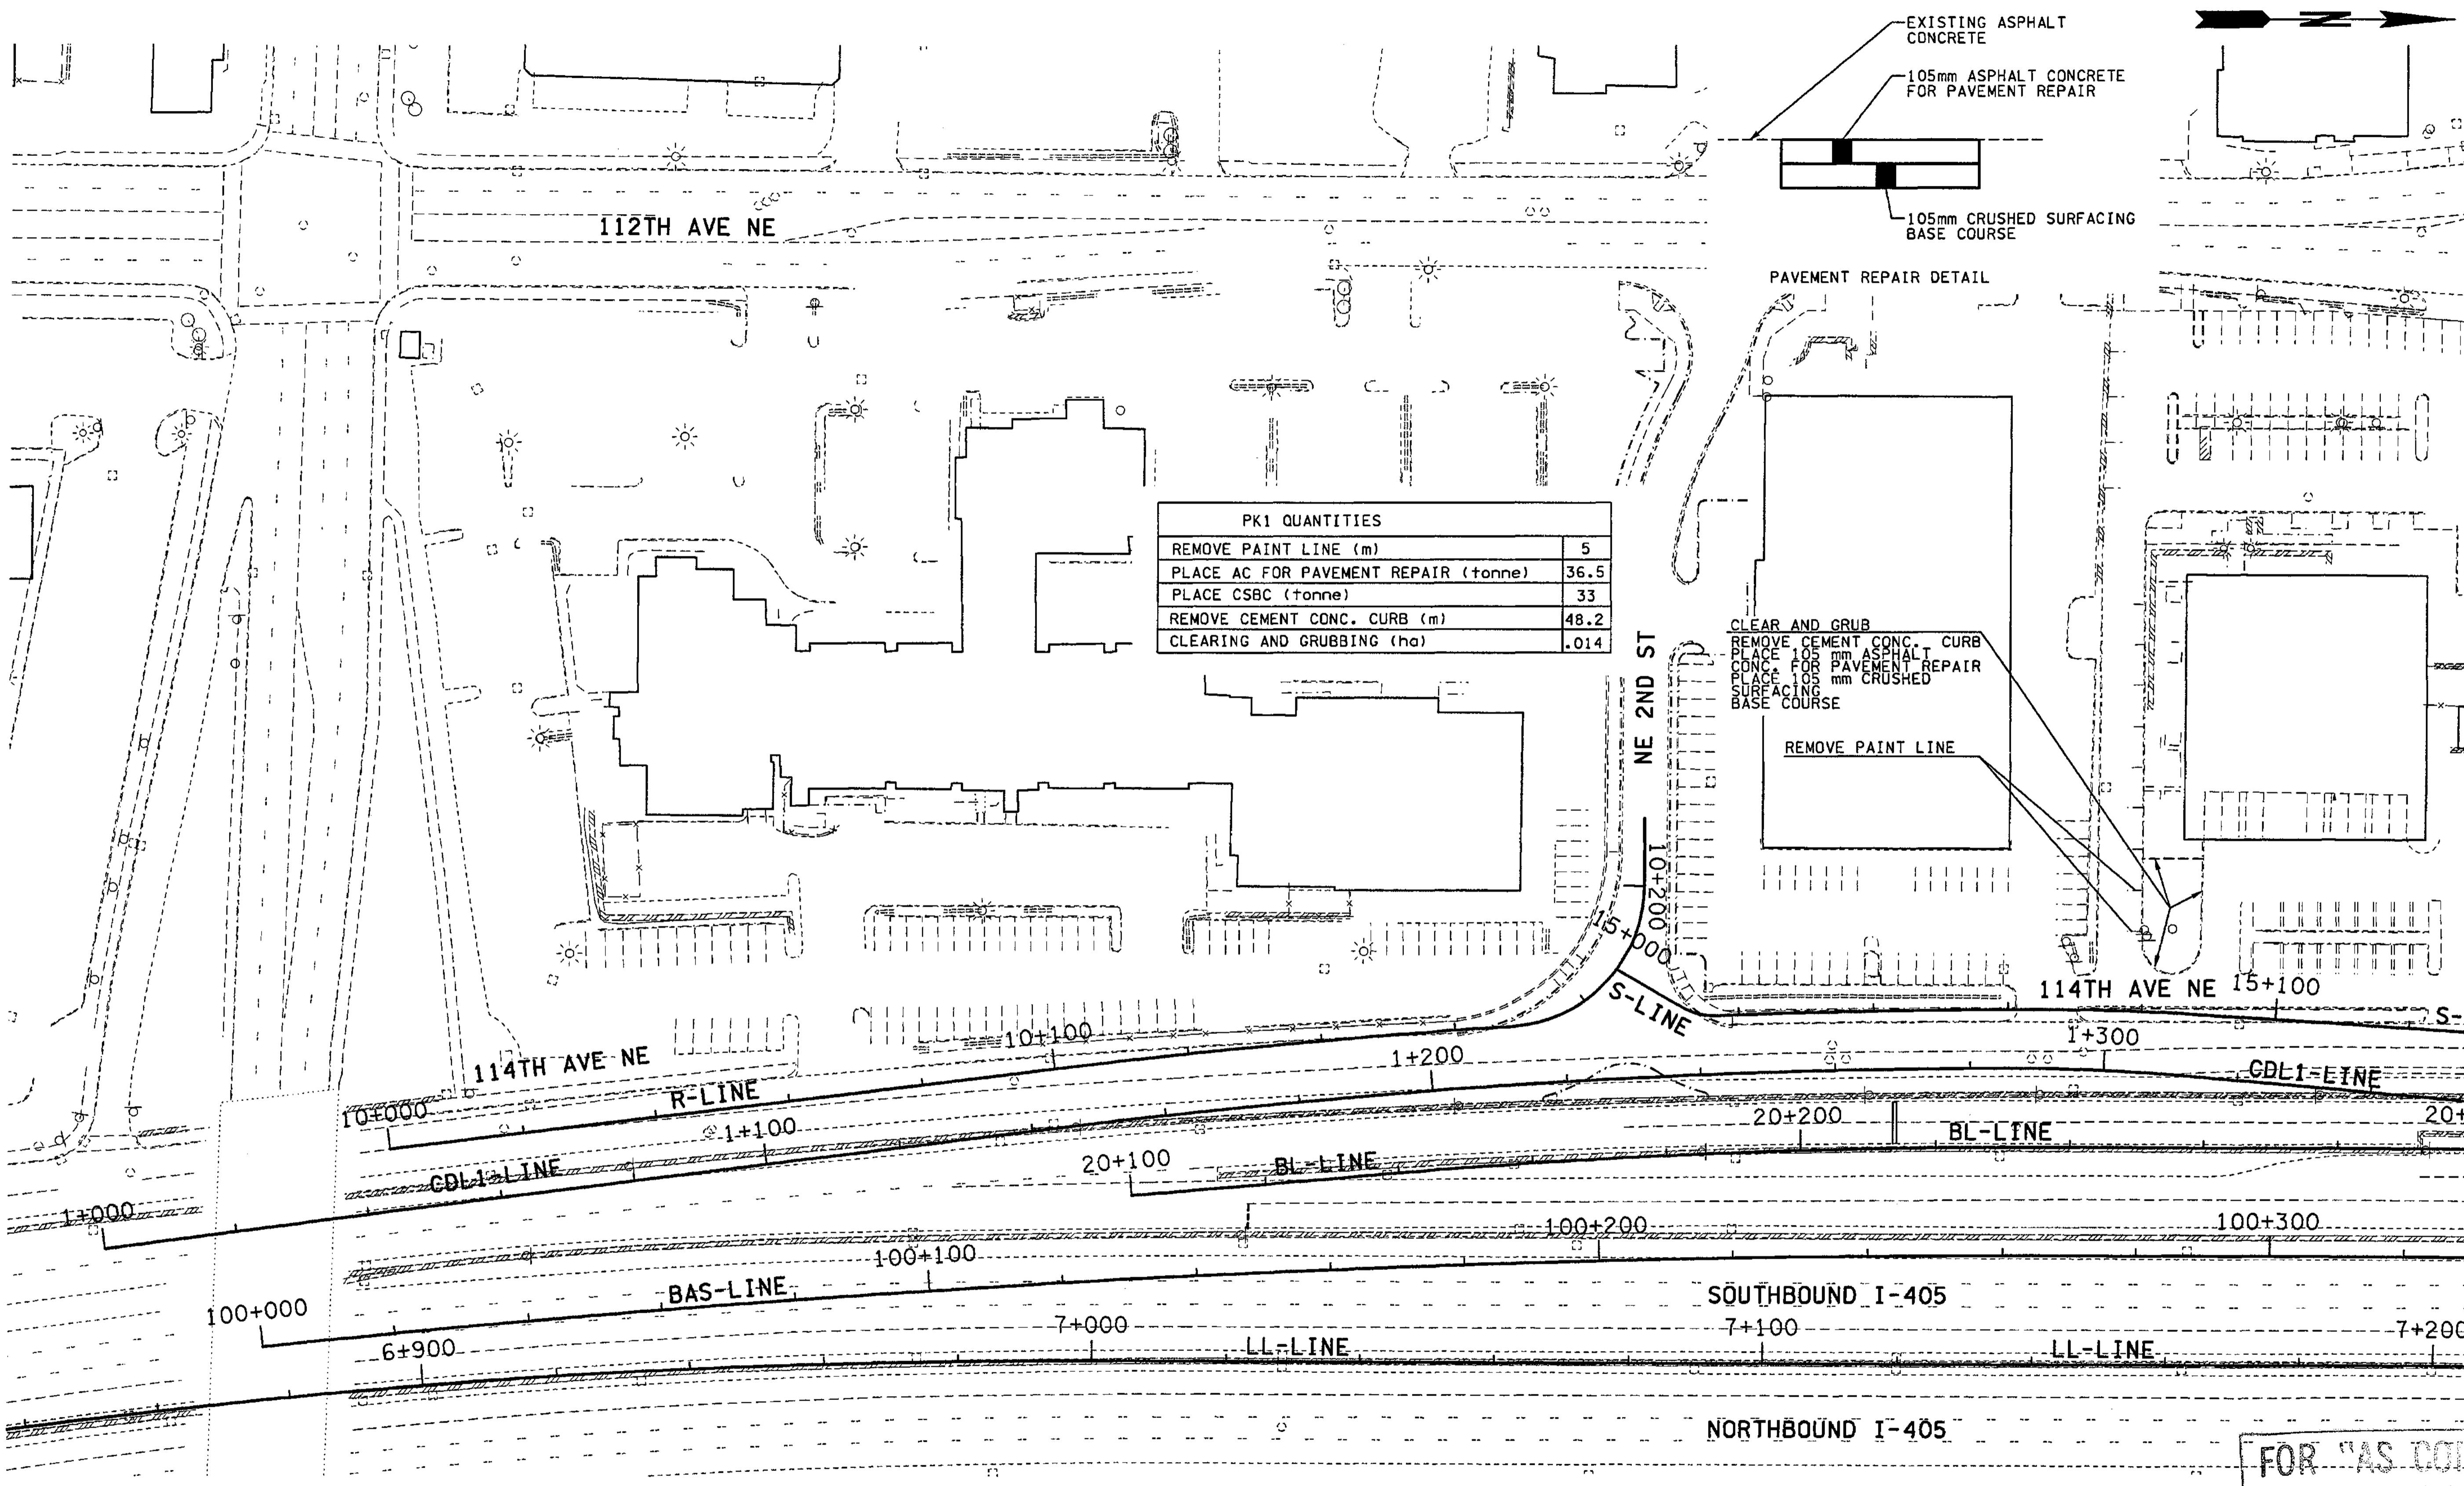 EXISTING ASPHALT
CONCRETE
N
105mm ASPHALT CONCRETE
FOR PAVEMENT REPAIR
105mm CRUSHED SURFACING
BASE COURSE
PAVEMENT REPAIR DETAIL
112TH AVE NE
PK1 QUANTITIES
REMOVE PAINT LINE (m) 5
PLACE AC FOR PAVEMENT REPAIR (tonne) 36.5
PLACE CSBC (tonne) 33
REMOVE CEMENT CONC. CURB (m) 48.2
CLEARING AND GRUBBING (ha) .014
NE 2ND ST
CLEAR AND GRUB
REMOVE CEMENT CONC. CURB
PLACE 105 mm ASPHALT
CONC. FOR PAVEMENT REPAIR
PLACE 105 mm CRUSHED
SURFACING
BASE COURSE
REMOVE PAINT LINE
10+200
15+000
S-LINE
114TH AVE NE
15+100
S-
114TH AVE NE
10+000
R-LINE
10+100
1+200
1+300
CDL1-LINE
1+000
CDL1-LINE
1+100
20+100
BL-LINE
20+200
BL-LINE
20+
100+000
BAS-LINE
100+100
100+200
100+300
SOUTHBOUND I-405
6+900
7+000
LL-LINE
7+100
LL-LINE
7+200
NORTHBOUND I-405
FOR "AS